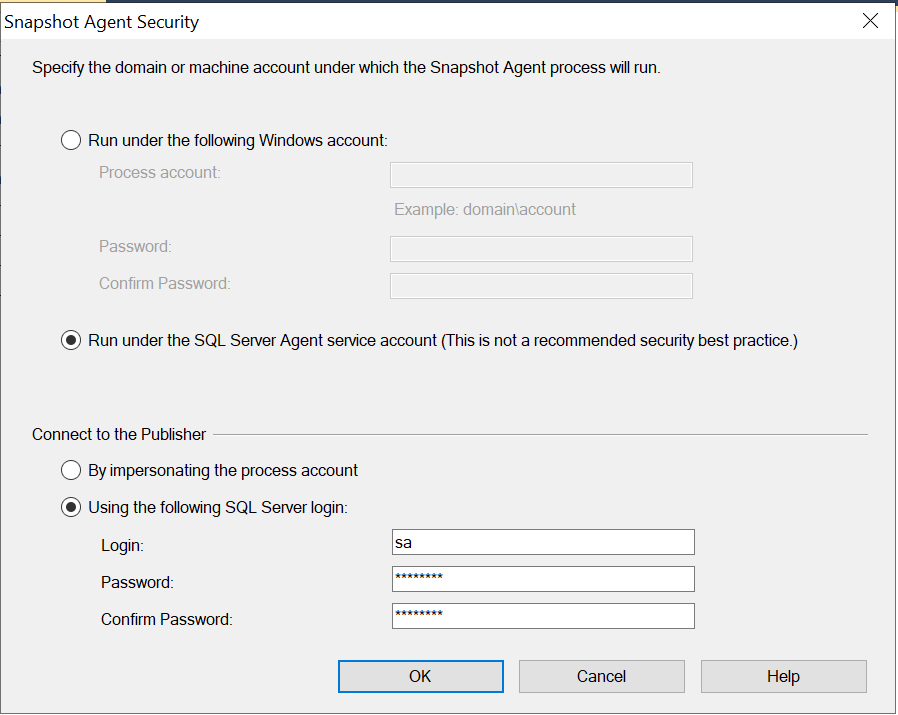 Snapshot Agent Security
Specify the domain or machine account under which the Snapshot Agent process will run.
Run under the following Windows account:
Process account:
Example: domain\account
Password:
Confirm Password:
Run under the SQL Server Agent service account (This is not a recommended security best practice.)
Connect to the Publisher
By impersonating the process account
Using the following SQL Server login:
Login: sa
Password: ********
Confirm Password: ********
OK Cancel Help